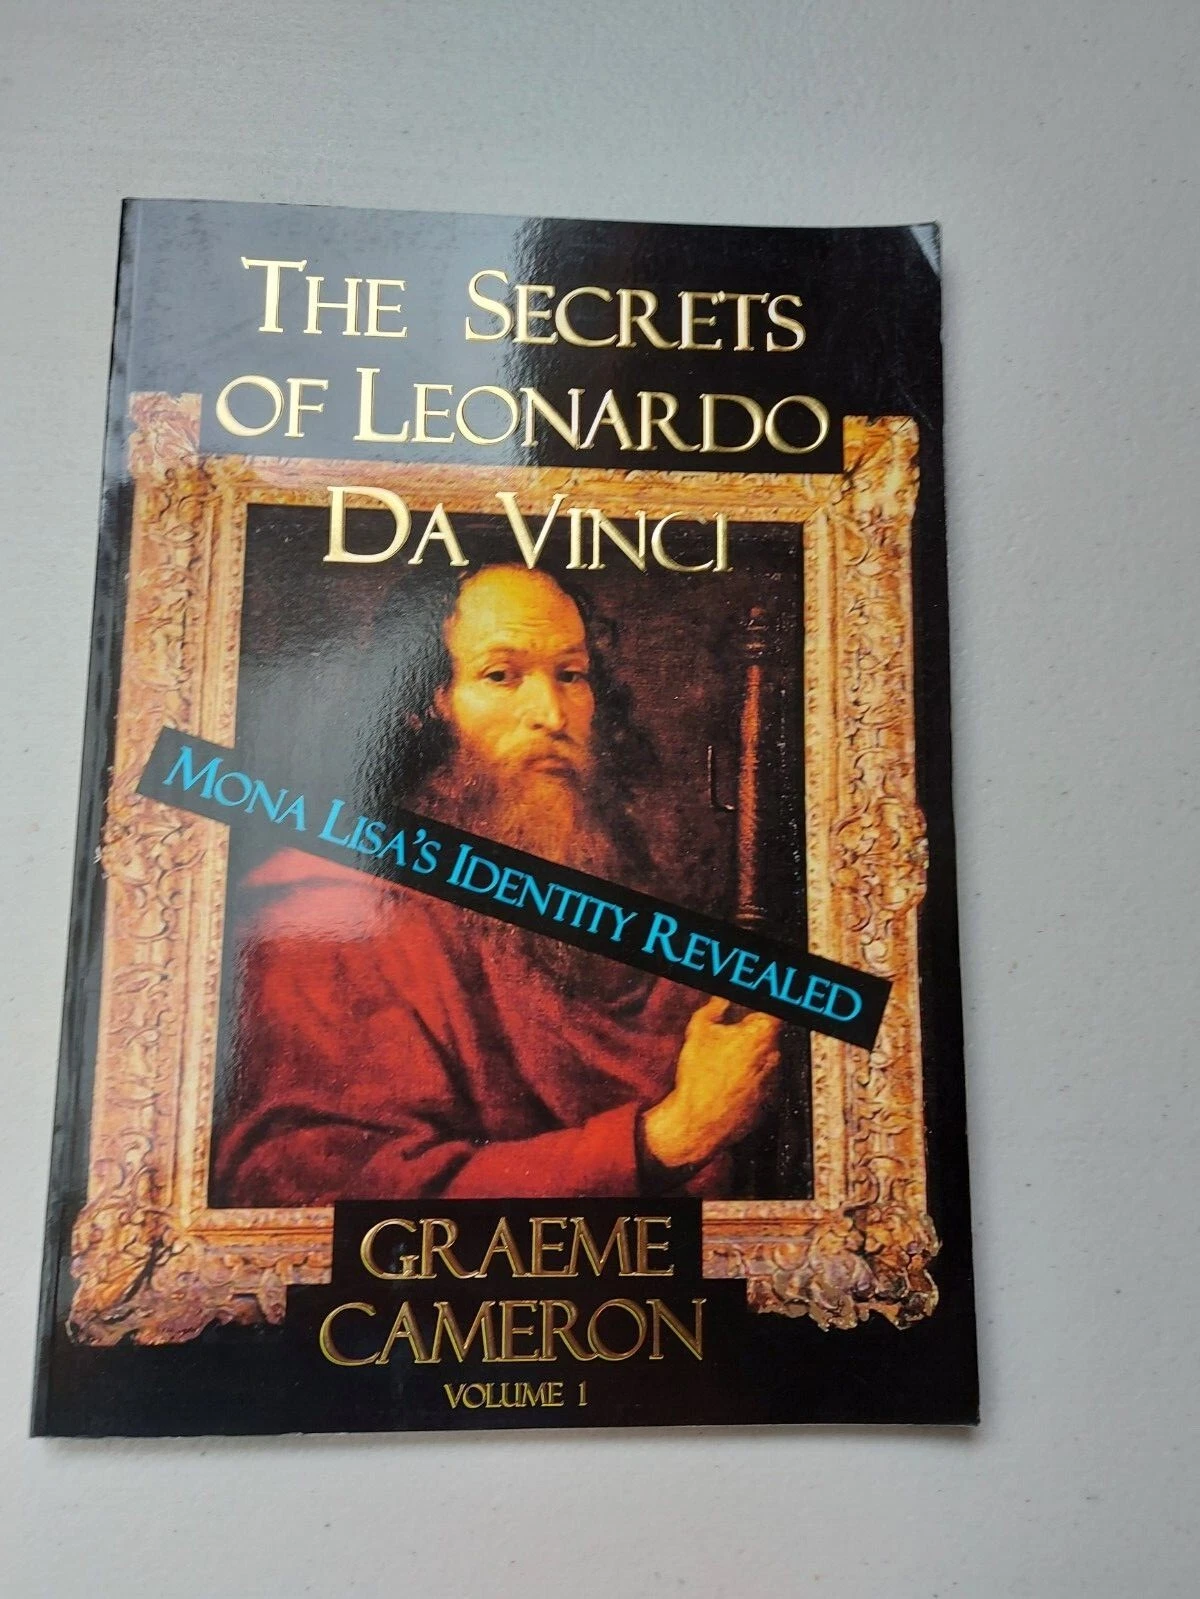 THE SECRETS
OF LEONARDO
DA VINCI
MONA LISA'S IDENTITY REVEALED
GRAEME
CAMERON
VOLUME 1